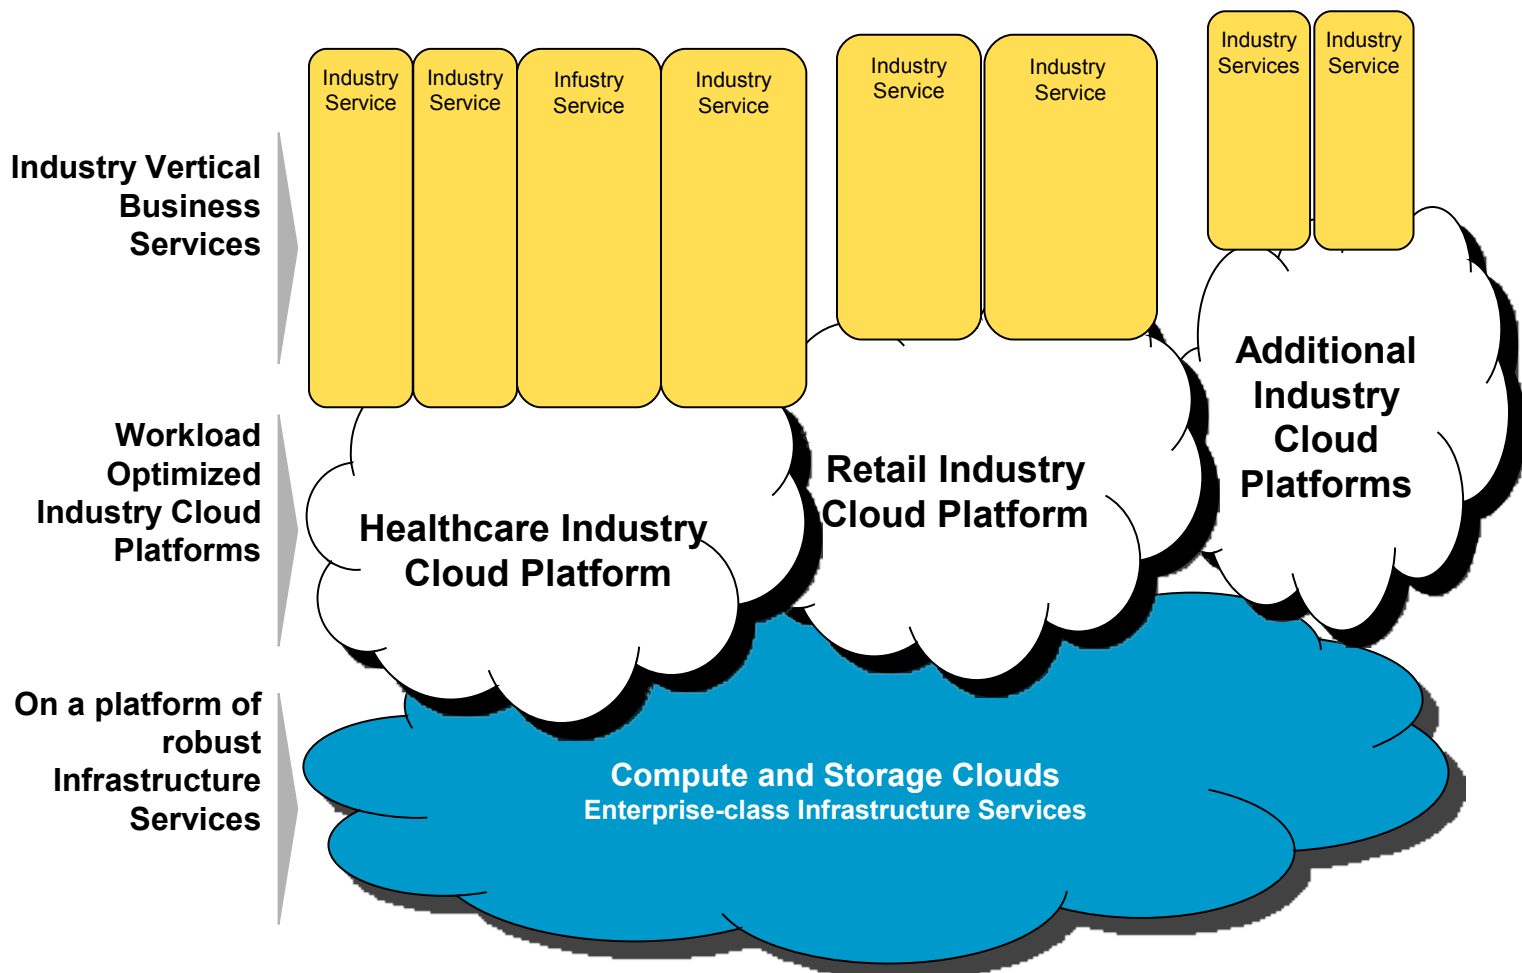 Industry
Service
Industry
Service
Infustry
Service
Industry
Service
Industry
Service
Industry
Service
Industry
Services
Industry
Service
Industry Vertical
Business
Services
Workload
Optimized
Industry Cloud
Platforms
On a platform of
robust
Infrastructure
Services
Healthcare Industry
Cloud Platform
Retail Industry
Cloud Platform
Additional
Industry
Cloud
Platforms
Compute and Storage Clouds
Enterprise-class Infrastructure Services